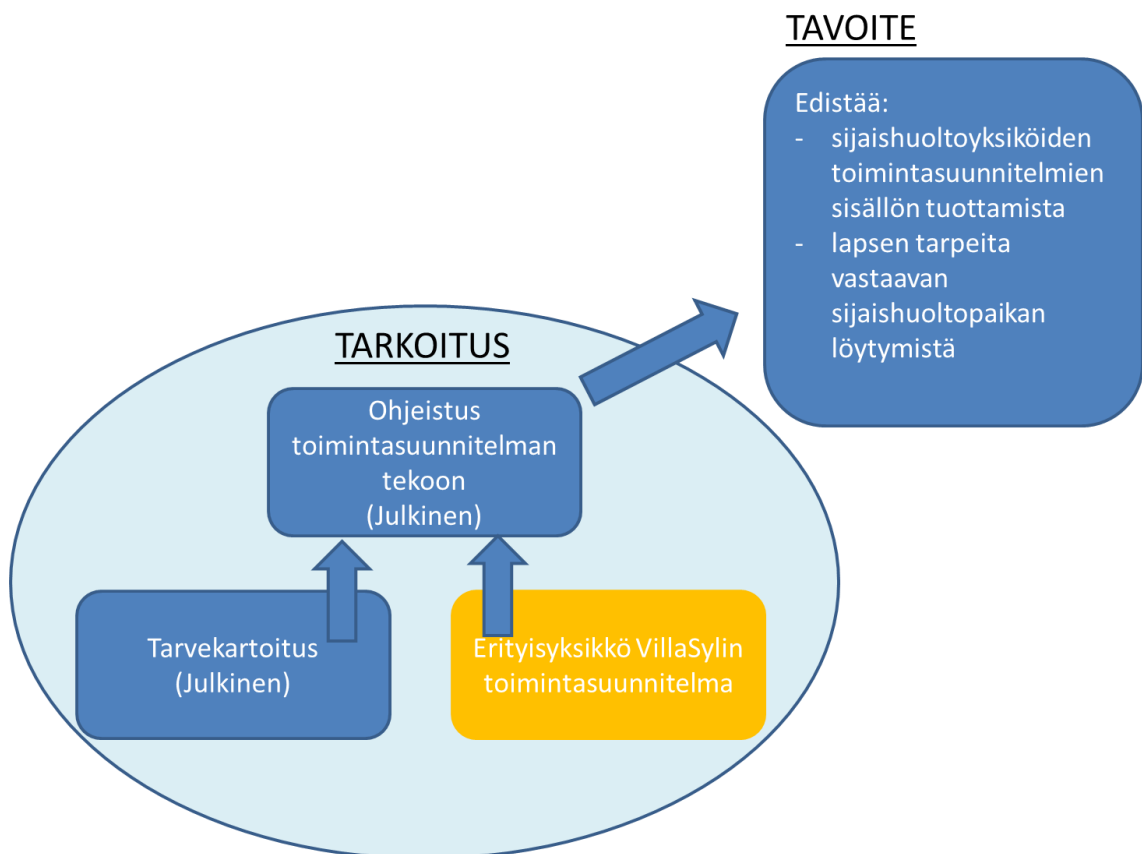 TAVOITE
Edistää:
- sijaishuoltoyksiköiden
toimintasuunnitelmien
sisällön tuottamista
- lapsen tarpeita
vastaavan
sijaishuoltopaikan
löytymistä
TARKOITUS
Ohjeistus
toimintasuunnitelman
tekoon
(Julkinen)
Tarvekartoitus
(Julkinen)
Erityisyksikkö VillaSylin
toimintasuunnitelma